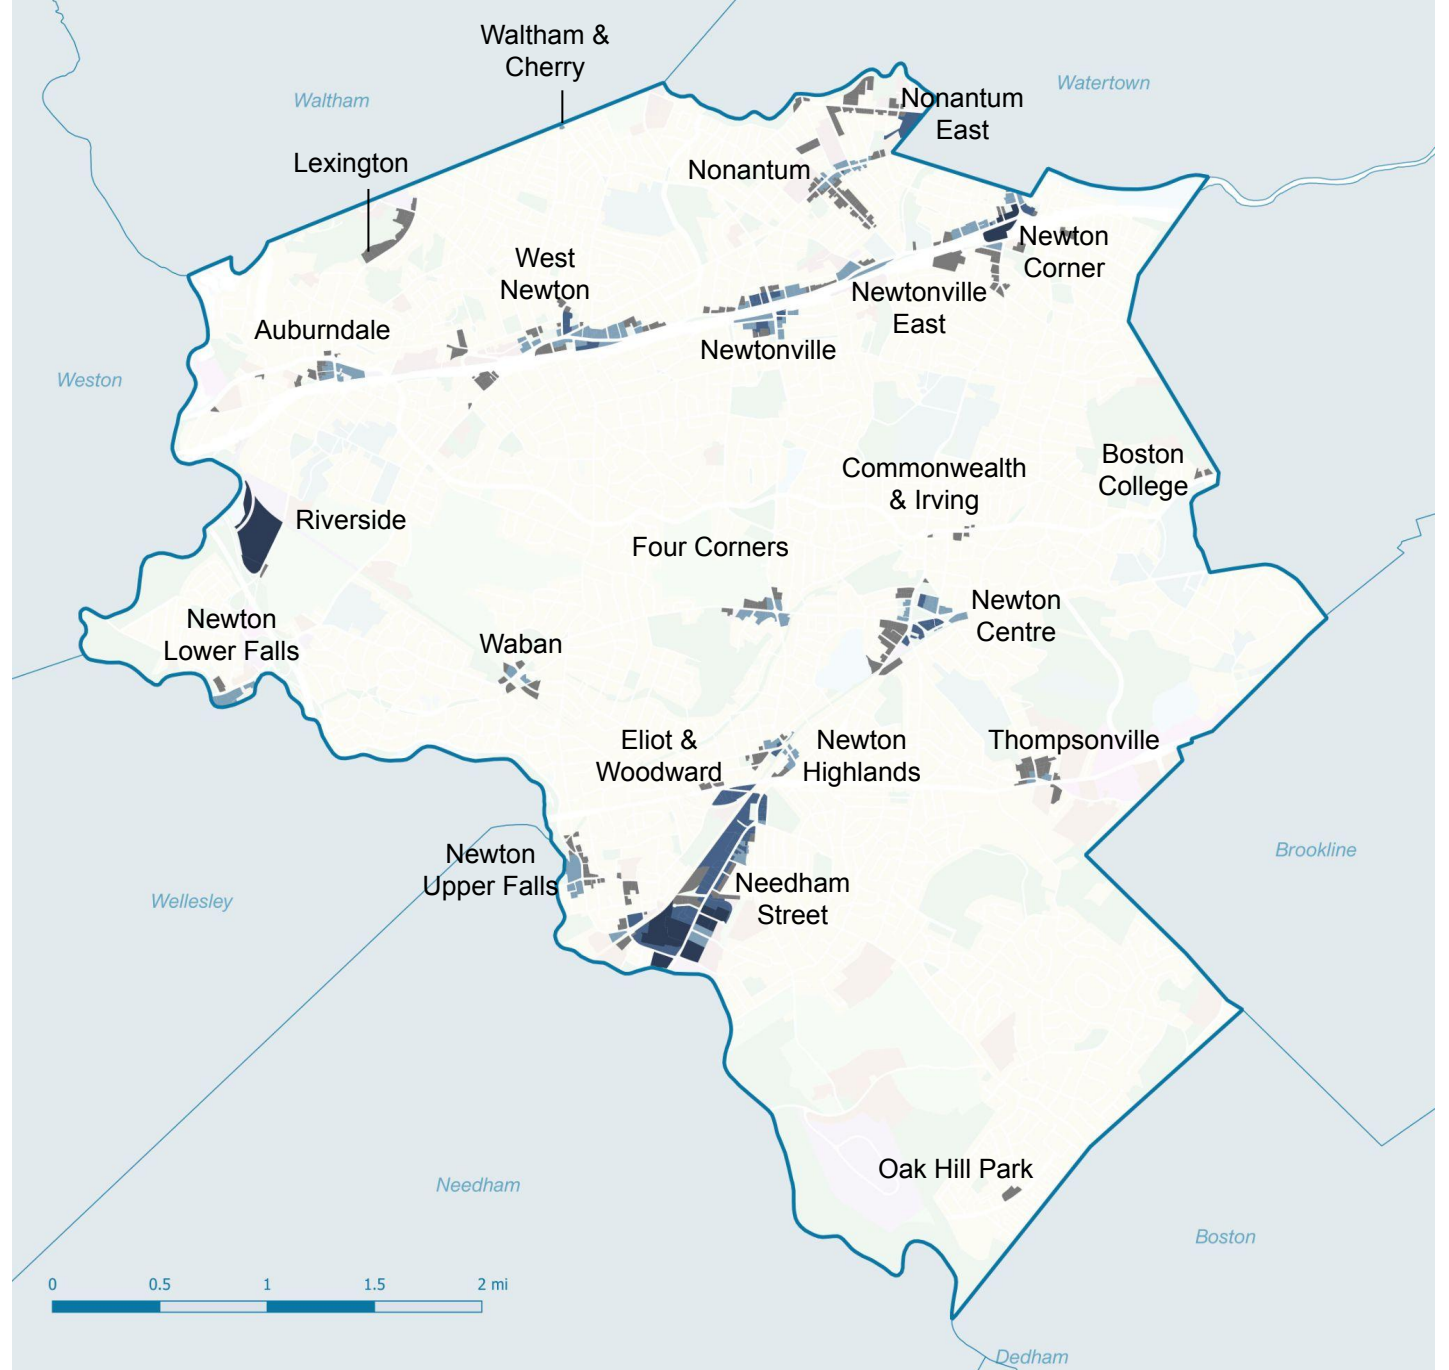 Waltham &
Cherry
Waltham
Watertown
Nonantum
East
Lexington
Nonantum
West
Newton
Newton
Corner
Newtonville
East
Auburndale
Newtonville
Weston
Commonwealth
& Irving
Boston
College
Riverside
Four Corners
Newton
Lower Falls
Newton
Centre
Waban
Eliot &
Woodward
Newton
Highlands
Thompsonville
Newton
Upper Falls
Needham
Street
Brookline
Wellesley
Oak Hill Park
Needham
Boston
0 0.5 1 1.5 2 mi
Dedham